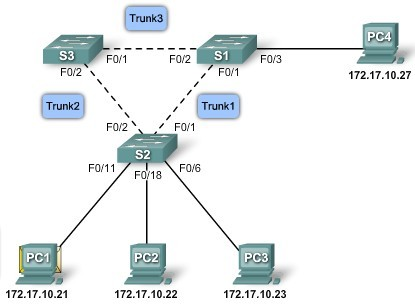 Trunk3
S3
S1
PC4
F0/1
F0/2
F0/3
F0/2
F0/1
172.17.10.27
Trunk2
Trunk1
F0/2
F0/1
S2
F0/11
F0/18
F0/6
PC1
PC2
PC3
172.17.10.21
172.17.10.22
172.17.10.23